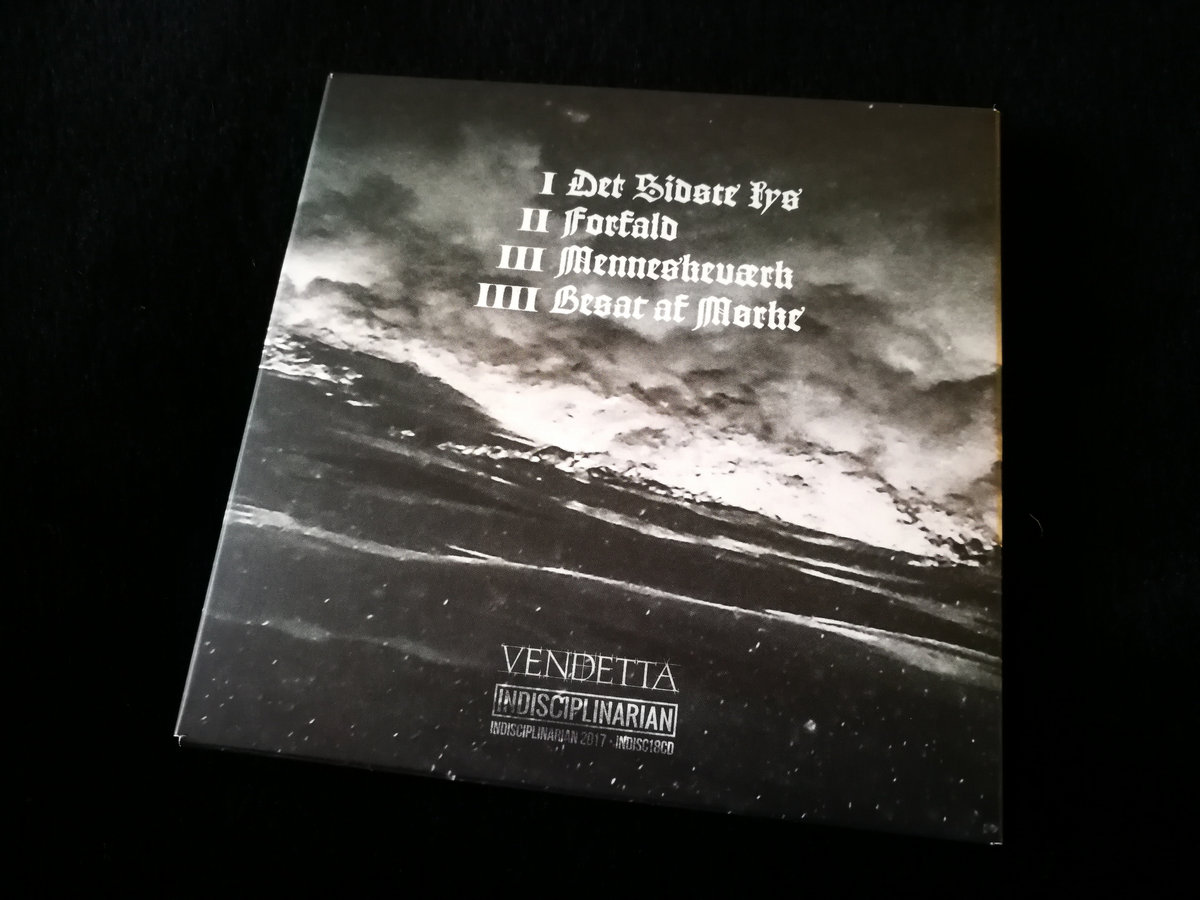 I Det Sidste Lys
II Forfald
III Menneskeværk
IIII Besat af Mørke
VENDETTA
INDISCIPLINARIAN
INDISCIPLINARIAN 2017 · INDISC18CD